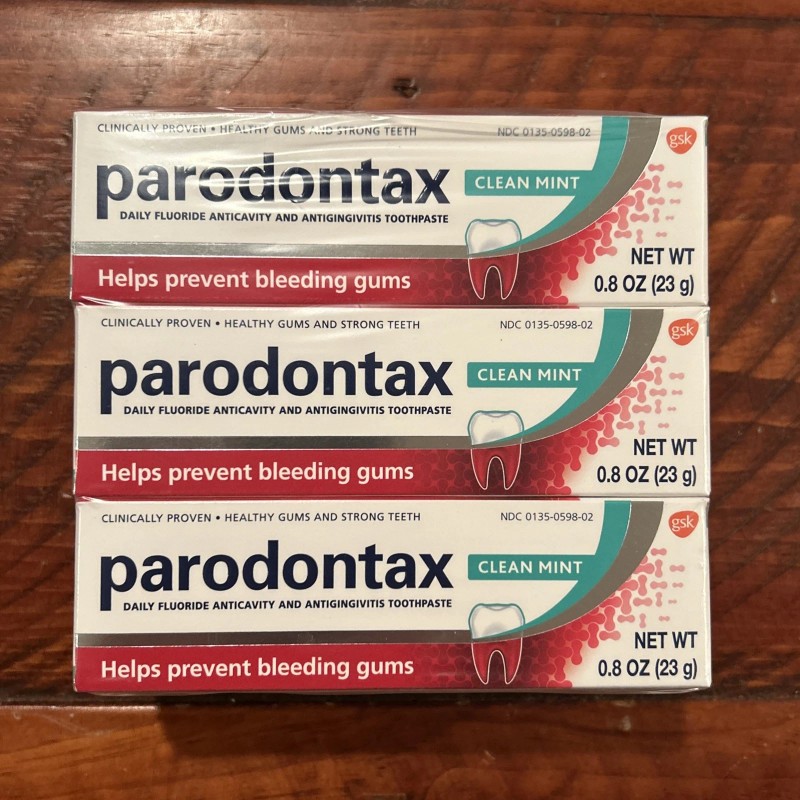 CLINICALLY PROVEN • HEALTHY GUMS AND STRONG TEETH NDC 0135-0598-02
gsk
parodontax
CLEAN MINT
DAILY FLUORIDE ANTICAVITY AND ANTIGINGIVITIS TOOTHPASTE
Helps prevent bleeding gums
NET WT
0.8 OZ (23 g)
CLINICALLY PROVEN • HEALTHY GUMS AND STRONG TEETH NDC 0135-0598-02
gsk
parodontax
CLEAN MINT
DAILY FLUORIDE ANTICAVITY AND ANTIGINGIVITIS TOOTHPASTE
Helps prevent bleeding gums
NET WT
0.8 OZ (23 g)
CLINICALLY PROVEN • HEALTHY GUMS AND STRONG TEETH NDC 0135-0598-02
gsk
parodontax
CLEAN MINT
DAILY FLUORIDE ANTICAVITY AND ANTIGINGIVITIS TOOTHPASTE
Helps prevent bleeding gums
NET WT
0.8 OZ (23 g)